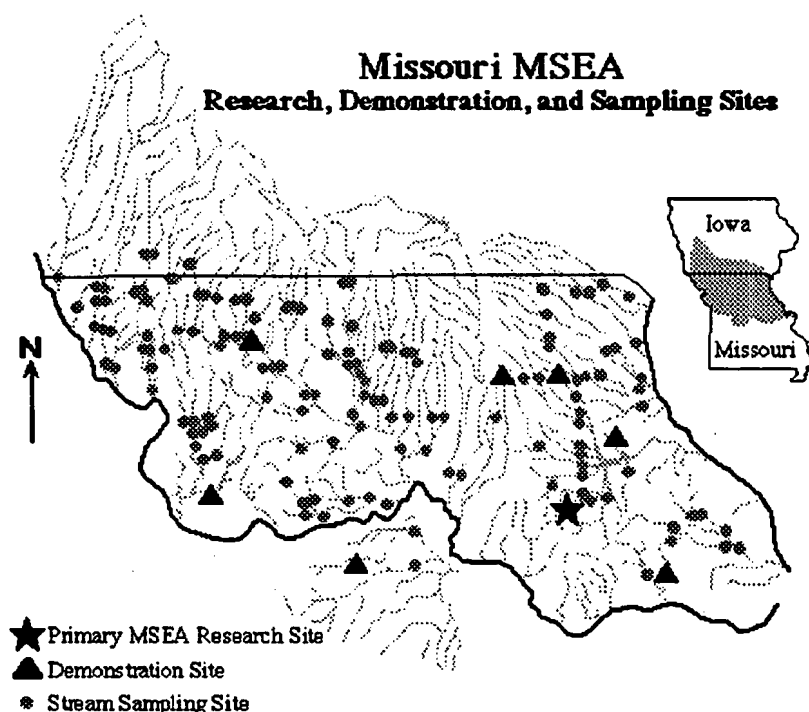 Missouri MSEA
Research, Demonstration, and Sampling Sites
Iowa
Missouri
N
Primary MSEA Research Site
Demonstration Site
Stream Sampling Site